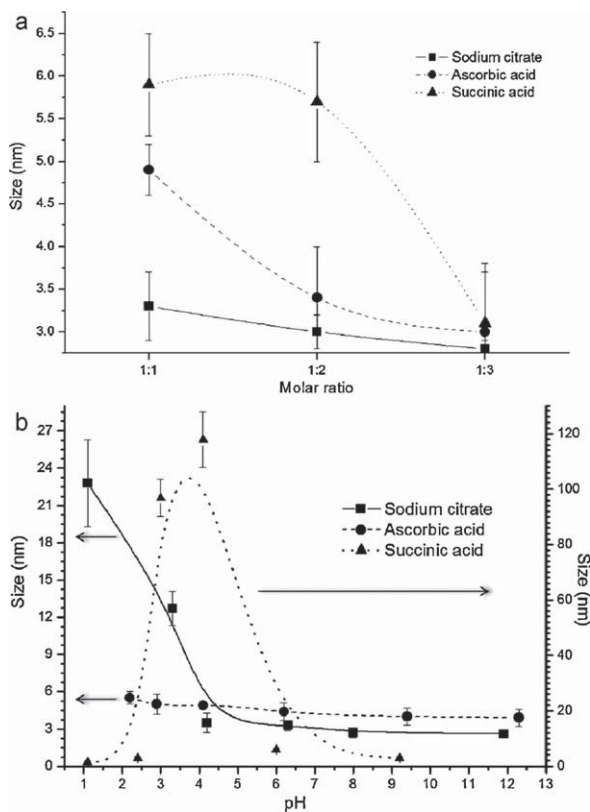 a
6.5
6.0
5.5
5.0
4.5
4.0
3.5
3.0
Size (nm)
Sodium citrate
Ascorbic acid
Succinic acid
1:1
1:2
1:3
Molar ratio
b
27
24
21
18
15
12
9
6
3
0
Size (nm)
Sodium citrate
Ascorbic acid
Succinic acid
120
100
80
60
40
20
0
Size (nm)
0 1 2 3 4 5 6 7 8 9 10 11 12 13
pH